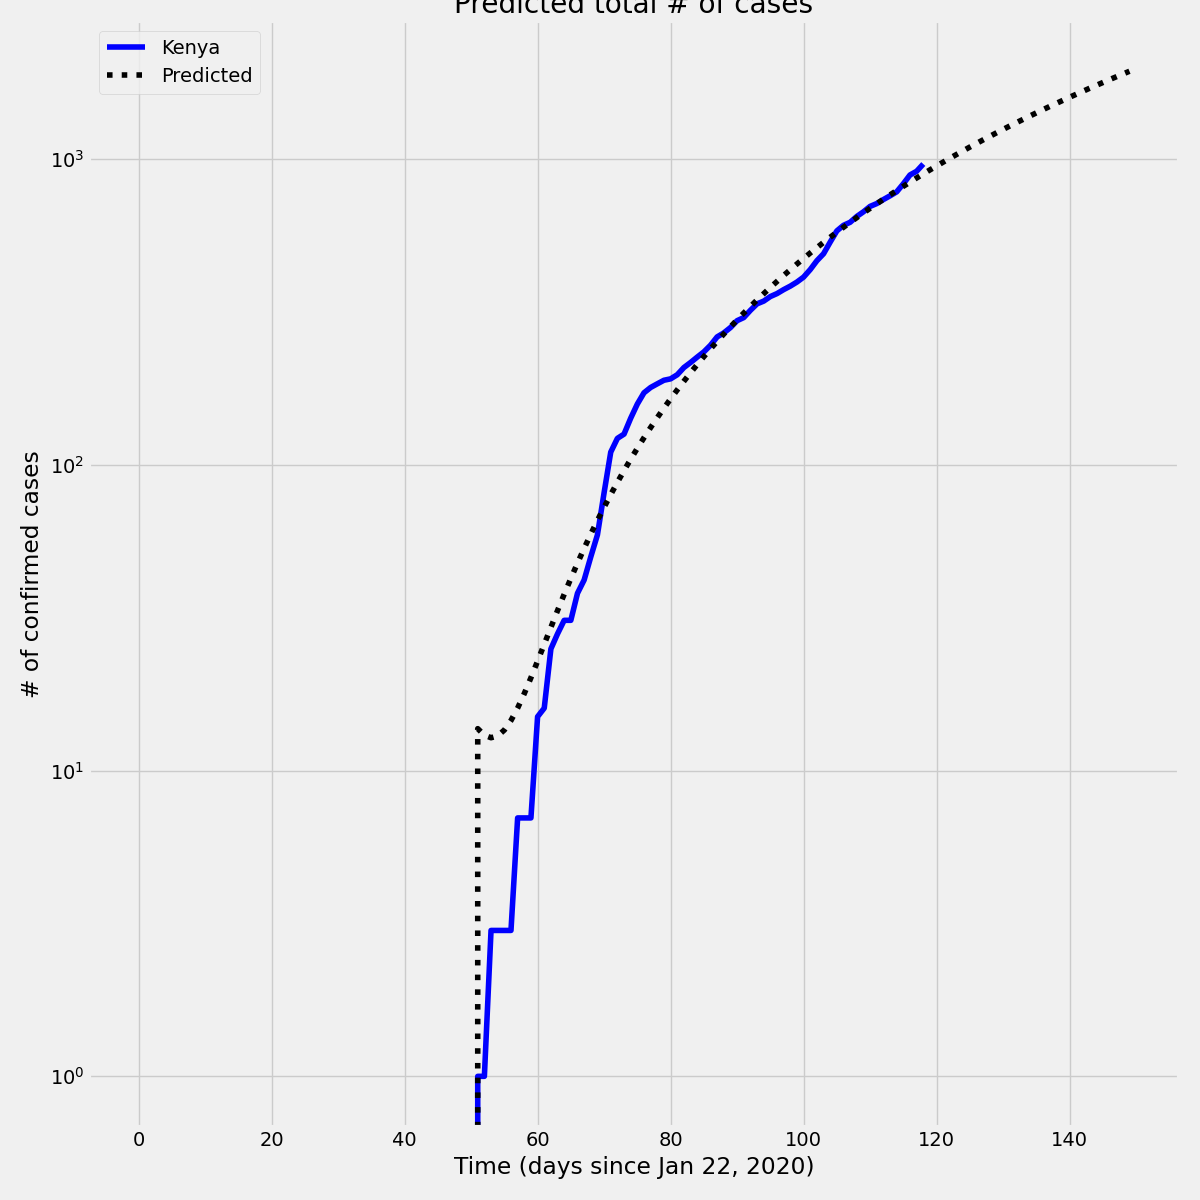 Predicted total # of cases
Kenya
Predicted
10³
10²
10¹
10⁰
# of confirmed cases
0 20 40 60 80 100 120 140
Time (days since Jan 22, 2020)